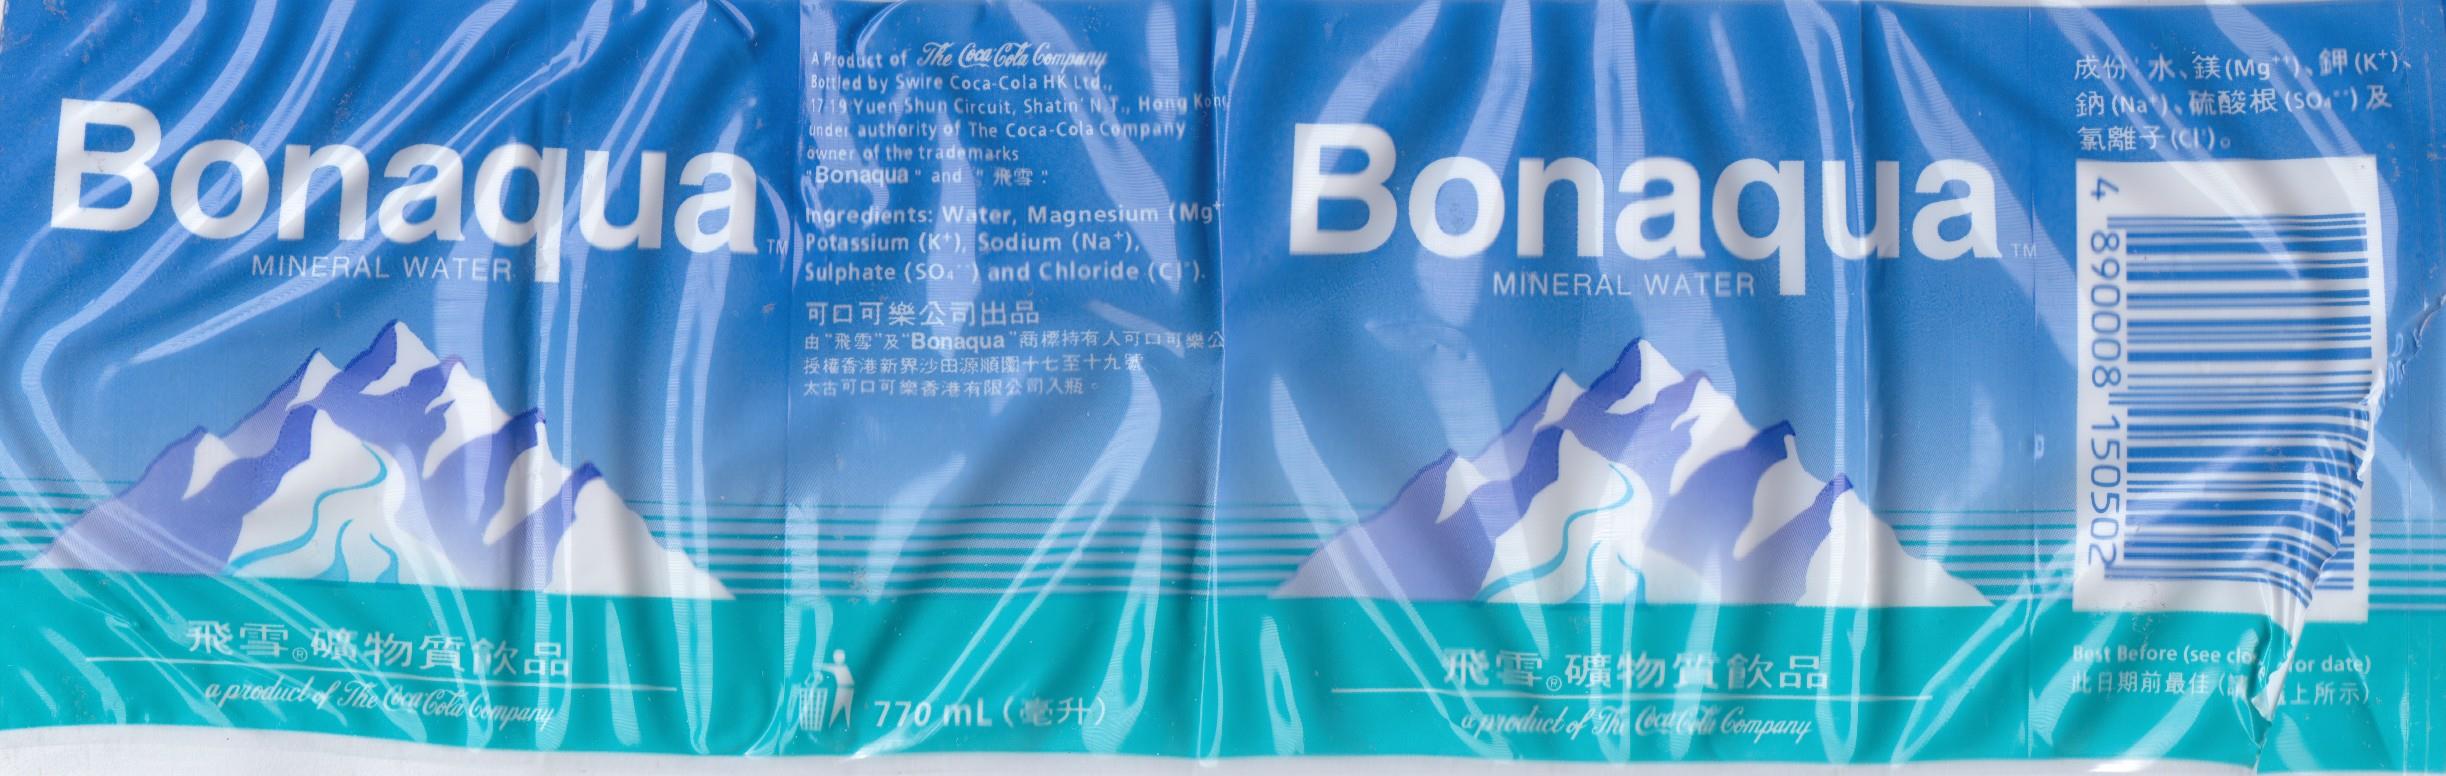 Bonaqua™
MINERAL WATER
飛雪®礦物質飲品
a product of The Coca-Cola Company
A Product of The Coca-Cola Company
Bottled by Swire Coca-Cola HK Ltd.,
17-19 Yuen Shun Circuit, Shatin, N.T., Hong Kong
under authority of The Coca-Cola Company
owner of the trademarks
"Bonaqua" and "飛雪".
Ingredients: Water, Magnesium (Mg⁺
Potassium (K⁺), Sodium (Na⁺),
Sulphate (SO₄⁻⁻) and Chloride (Cl⁻).
可口可樂公司出品
由"飛雪"及"Bonaqua"商標持有人可口可樂公
授權香港新界沙田源順圍十七至十九號
太古可口可樂香港有限公司入瓶。
770 mL (毫升)
Bonaqua™
MINERAL WATER
飛雪®礦物質飲品
a product of The Coca-Cola Company
成份:水、鎂(Mg⁺⁺)、鉀(K⁺)、
鈉(Na⁺)、硫酸根(SO₄⁻⁻)及
氯離子(Cl⁻)。
4 890008 150502
Best Before (see for date)
此日期前最佳 (上所示)